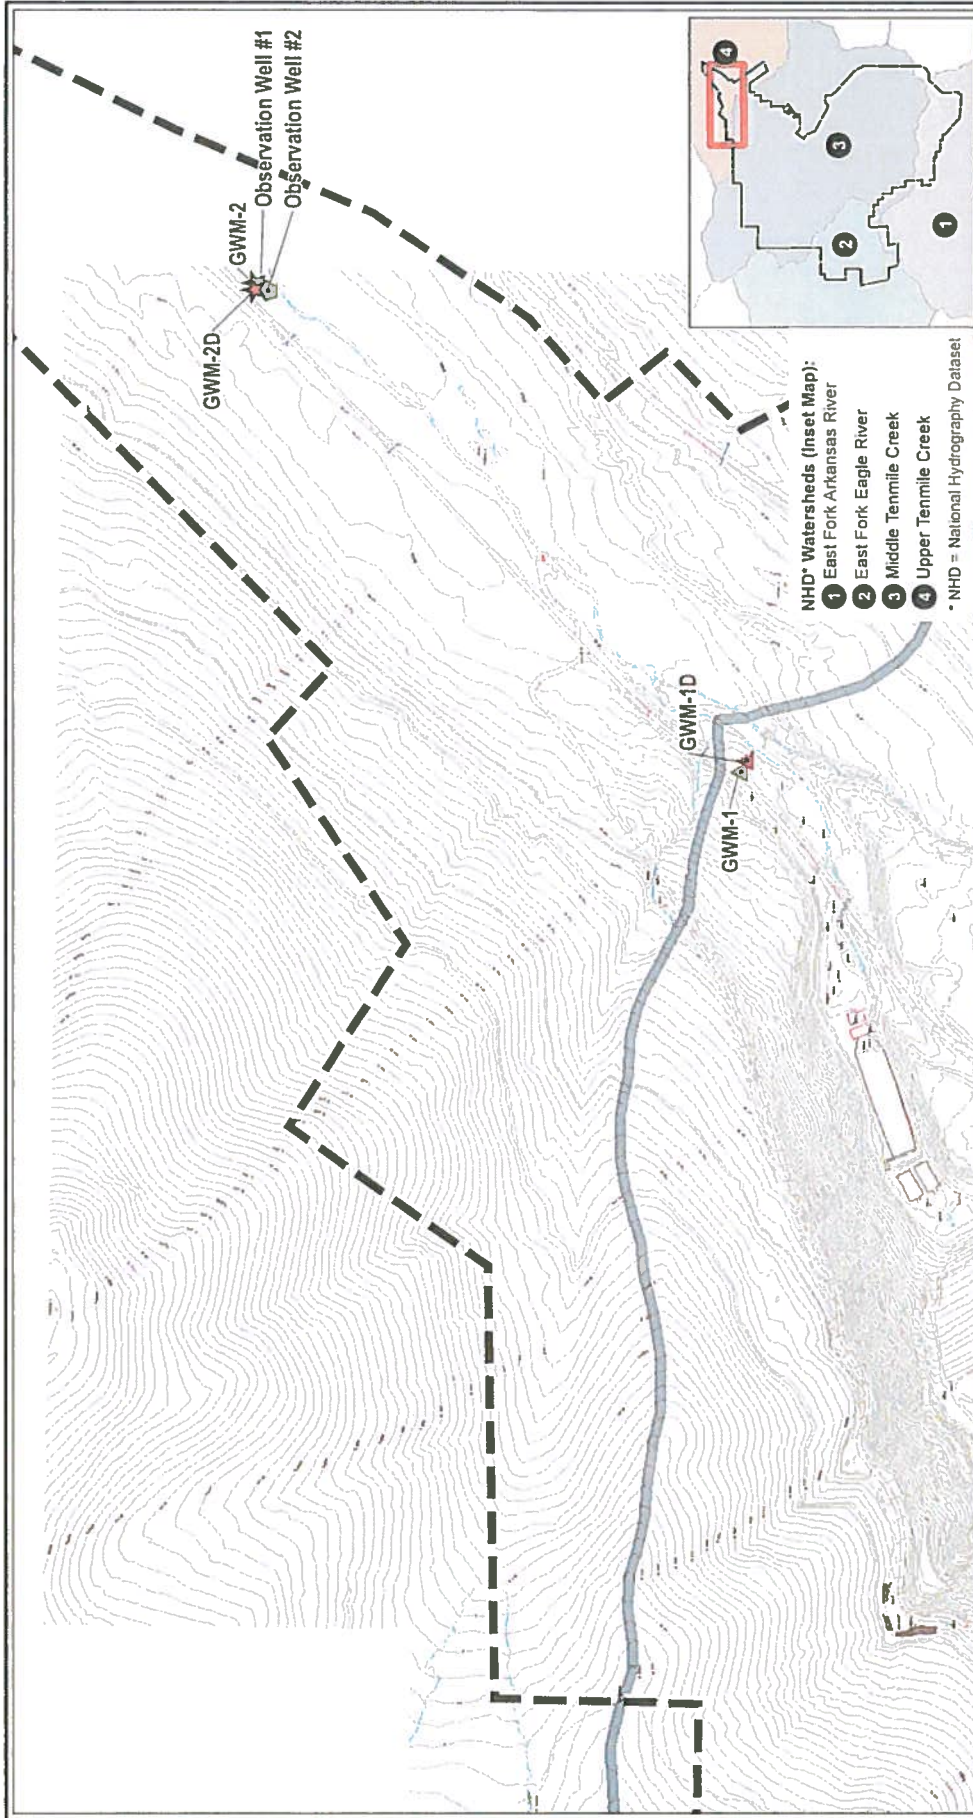 GWM-2D
GWM-2
Observation Well #1
Observation Well #2
GWM-1
GWM-1D
NHD* Watersheds (Inset Map):
1 East Fork Arkansas River
2 East Fork Eagle River
3 Middle Tenmile Creek
4 Upper Tenmile Creek
* NHD = National Hydrography Dataset
1
2
3
4